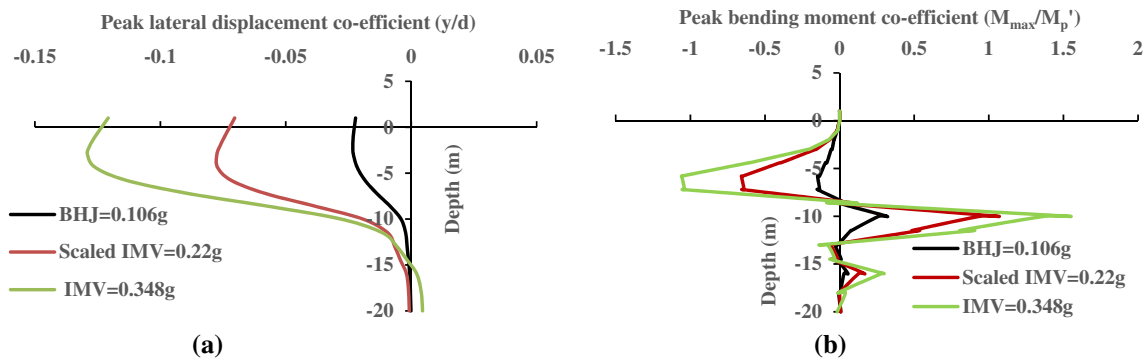 Peak lateral displacement co-efficient (y/d)
-0.15 -0.1 -0.05 0 0.05
5
0
-5
-10
-15
-20
Depth (m)
BHJ=0.106g
Scaled IMV=0.22g
IMV=0.348g
(a)
Peak bending moment co-efficient (Mmax/Mp')
-1.5 -1 -0.5 0 0.5 1 1.5 2
5
0
-5
-10
-15
-20
Depth (m)
BHJ=0.106g
Scaled IMV=0.22g
IMV=0.348g
(b)